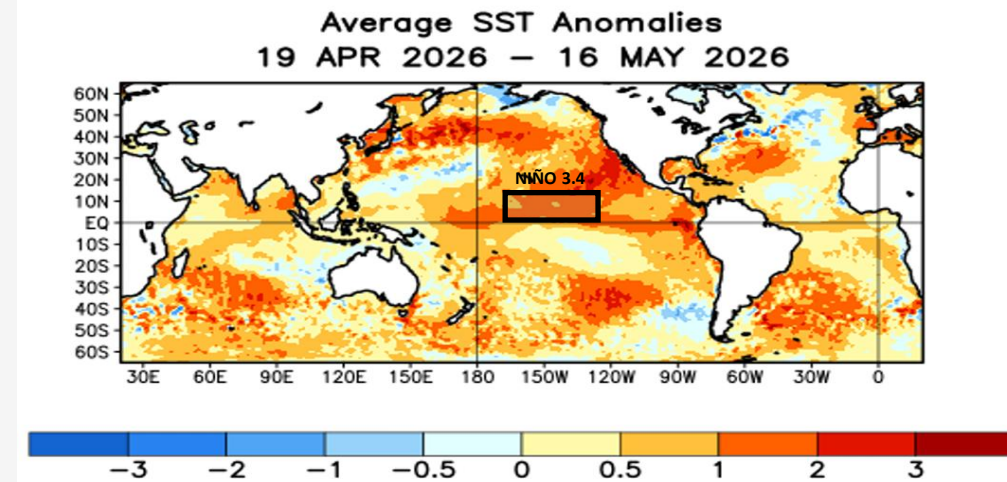 Average SST Anomalies
19 APR 2026 – 16 MAY 2026
60N
50N
40N
30N
20N
10N
EQ
10S
20S
30S
40S
50S
60S
NIÑO 3.4
30E 60E 90E 120E 150E 180 150W 120W 90W 60W 30W 0
−3 −2 −1 −0.5 0 0.5 1 2 3